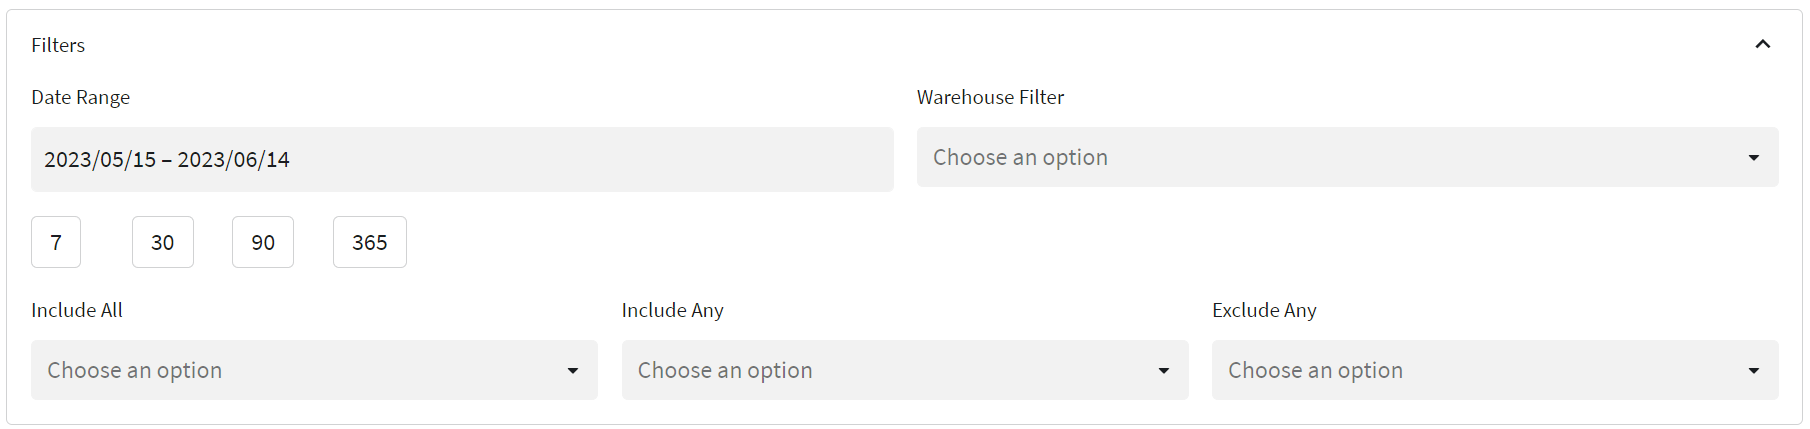 Filters
Date Range
Warehouse Filter
2023/05/15 – 2023/06/14
Choose an option
7 30 90 365
Include All
Include Any
Exclude Any
Choose an option
Choose an option
Choose an option